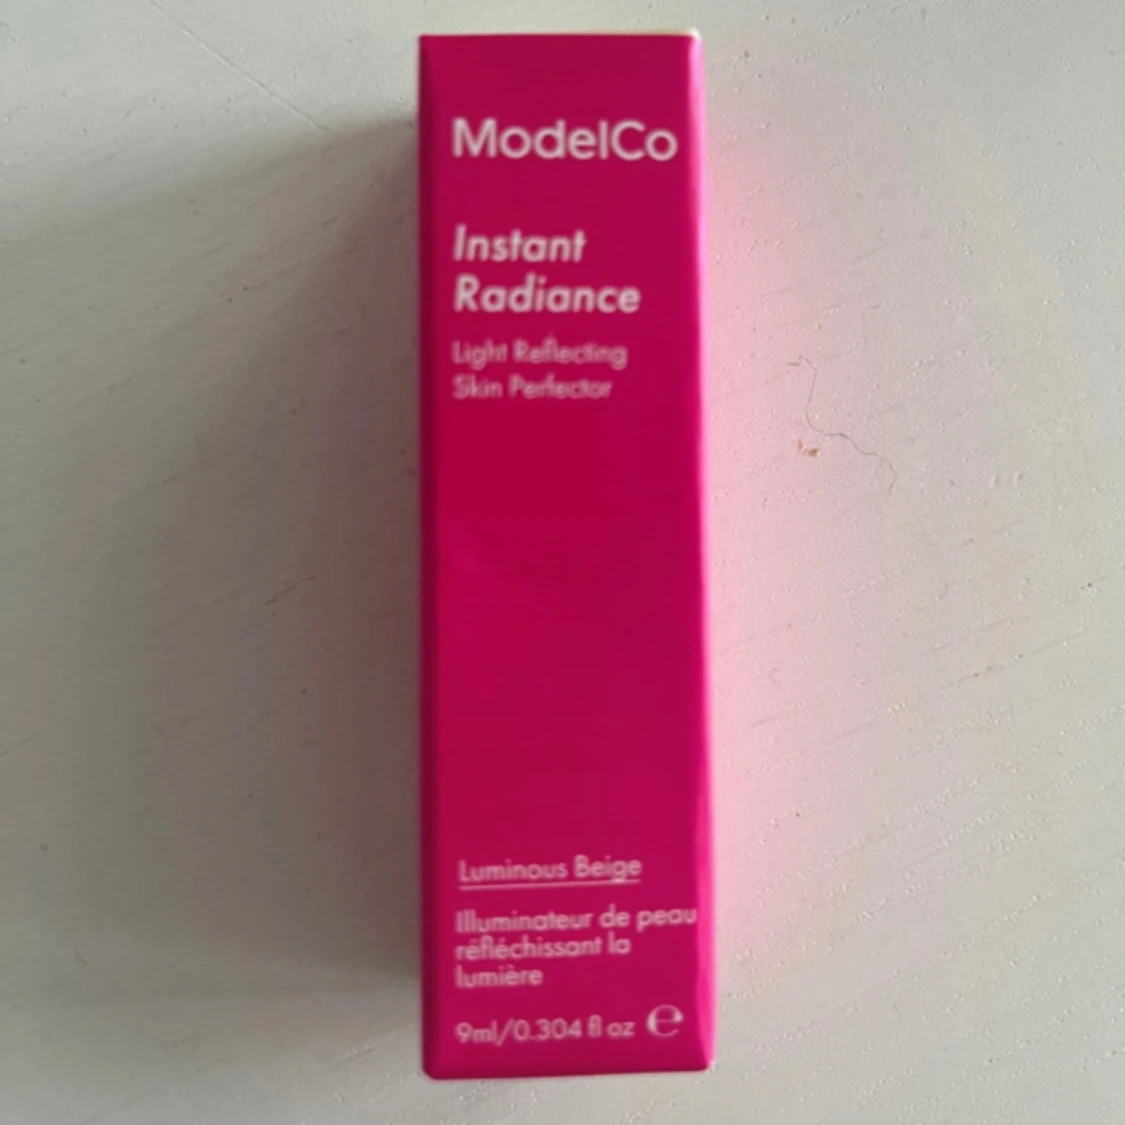 ModelCo
Instant
Radiance
Light Reflecting
Skin Perfector
Luminous Beige
Illuminateur de peau
réfléchissant la
lumière
9ml/0.304 fl oz ℮